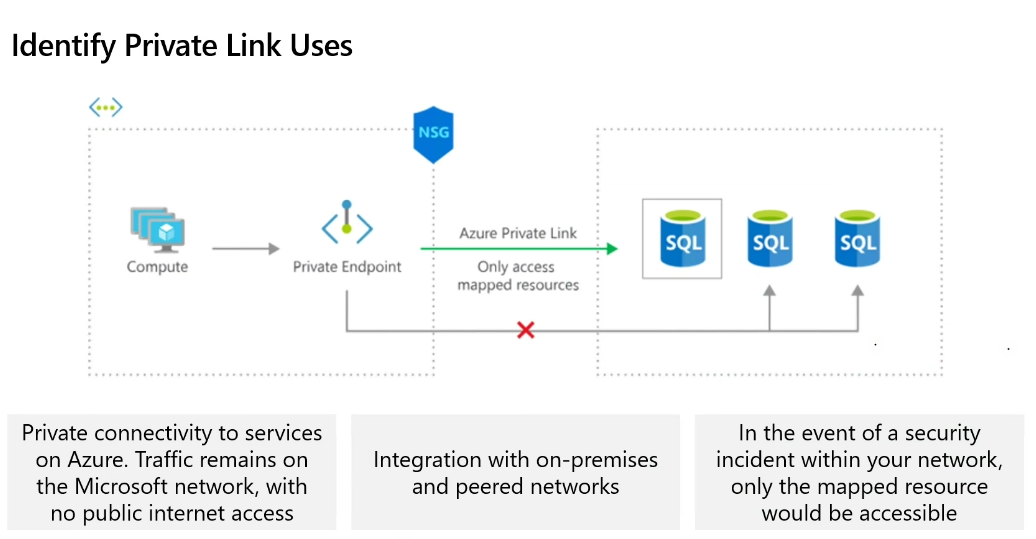 Identify Private Link Uses
NSG
Compute
Private Endpoint
Azure Private Link
Only access
mapped resources
SQL
SQL
SQL
Private connectivity to services
on Azure. Traffic remains on
the Microsoft network, with
no public internet access
Integration with on-premises
and peered networks
In the event of a security
incident within your network,
only the mapped resource
would be accessible